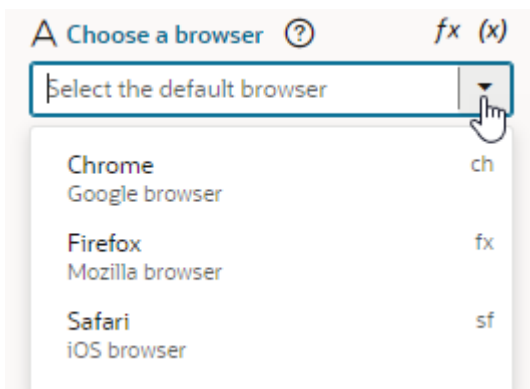 A Choose a browser ? fx (x)
Select the default browser
Chrome ch
Google browser
Firefox fx
Mozilla browser
Safari sf
iOS browser